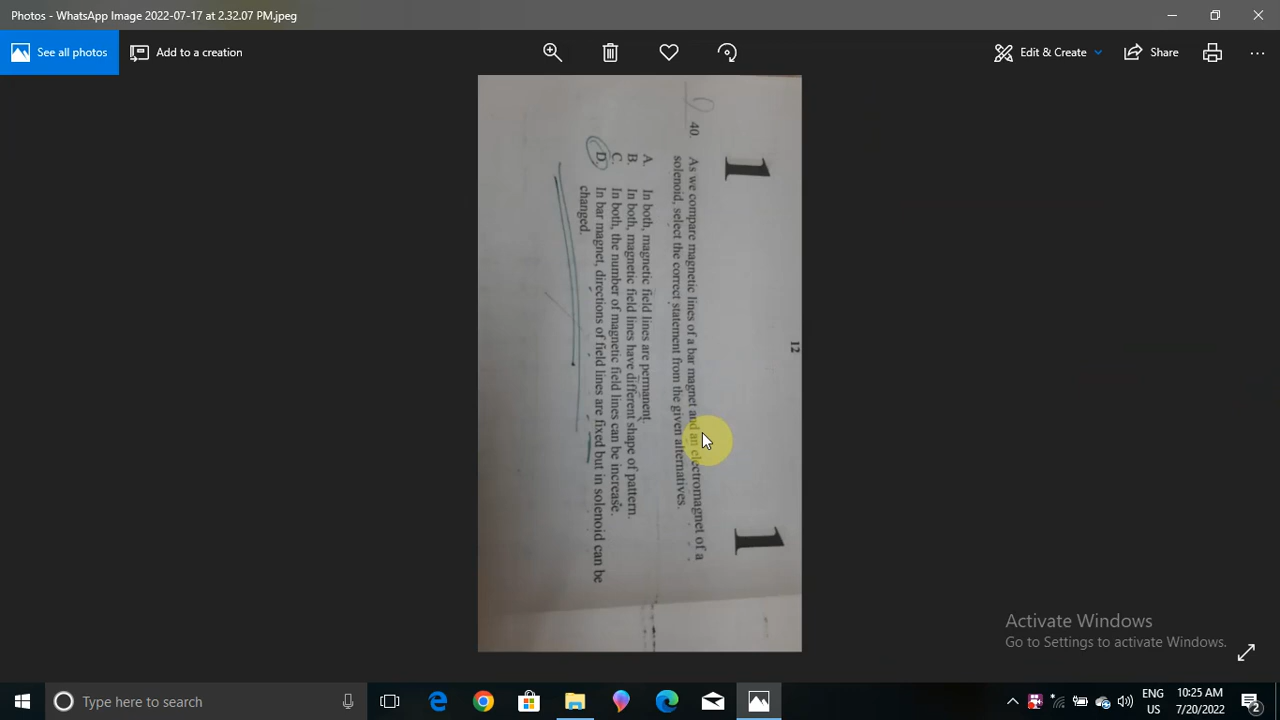 Photos - WhatsApp Image 2022-07-17 at 2.32.07 PM.jpeg
See all photos
Add to a creation
Edit & Create
Share
12
1 1
40. As we compare magnetic lines of a bar magnet and an electromagnet of a
solenoid, select the correct statement from the given alternatives.
A. In both, magnetic field lines are permanent.
B. In both, magnetic field lines have different shape of pattern.
C. In both, the number of magnetic field lines can be increase.
D. In bar magnet, directions of field lines are fixed but in solenoid can be
changed.
Activate Windows
Go to Settings to activate Windows.
Type here to search
ENG
US
10:25 AM
7/20/2022
2